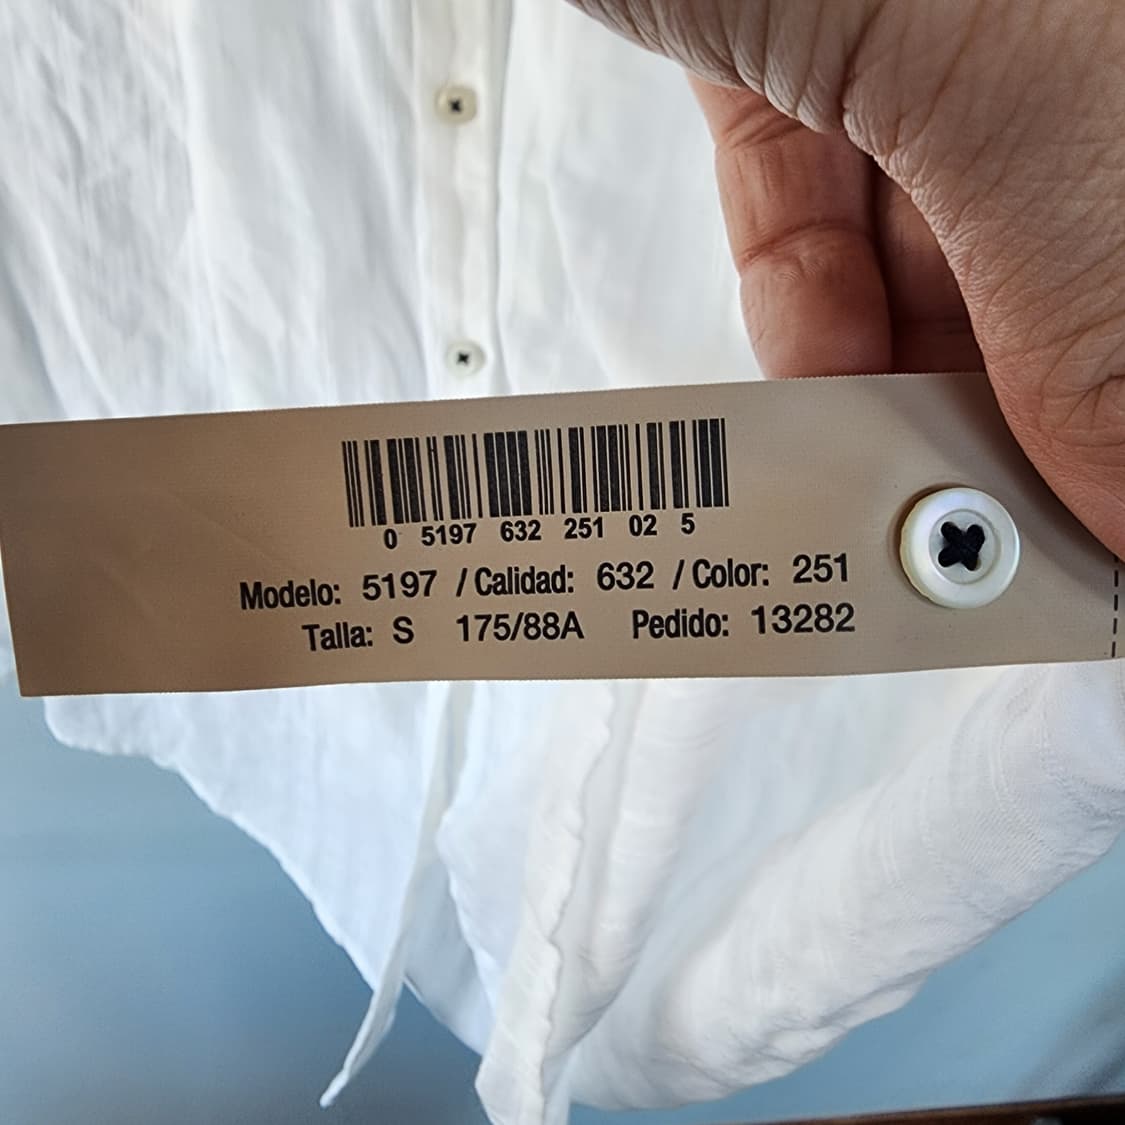 0 5197 632 251 02 5
Modelo: 5197 / Calidad: 632 / Color: 251
Talla: S 175/88A Pedido: 13282